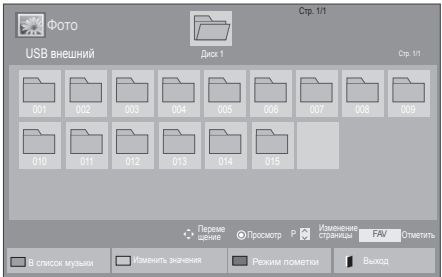 Фото
Стр. 1/1
USB внешний
Диск 1
Стр. 1/1
001 002 003 004 005 006 007 008 009
010 011 012 013 014 015
Переме
щение
Просмотр
P
Изменение
страницы
FAV
Отметить
В список музыки
Изменить значения
Режим пометки
Выход